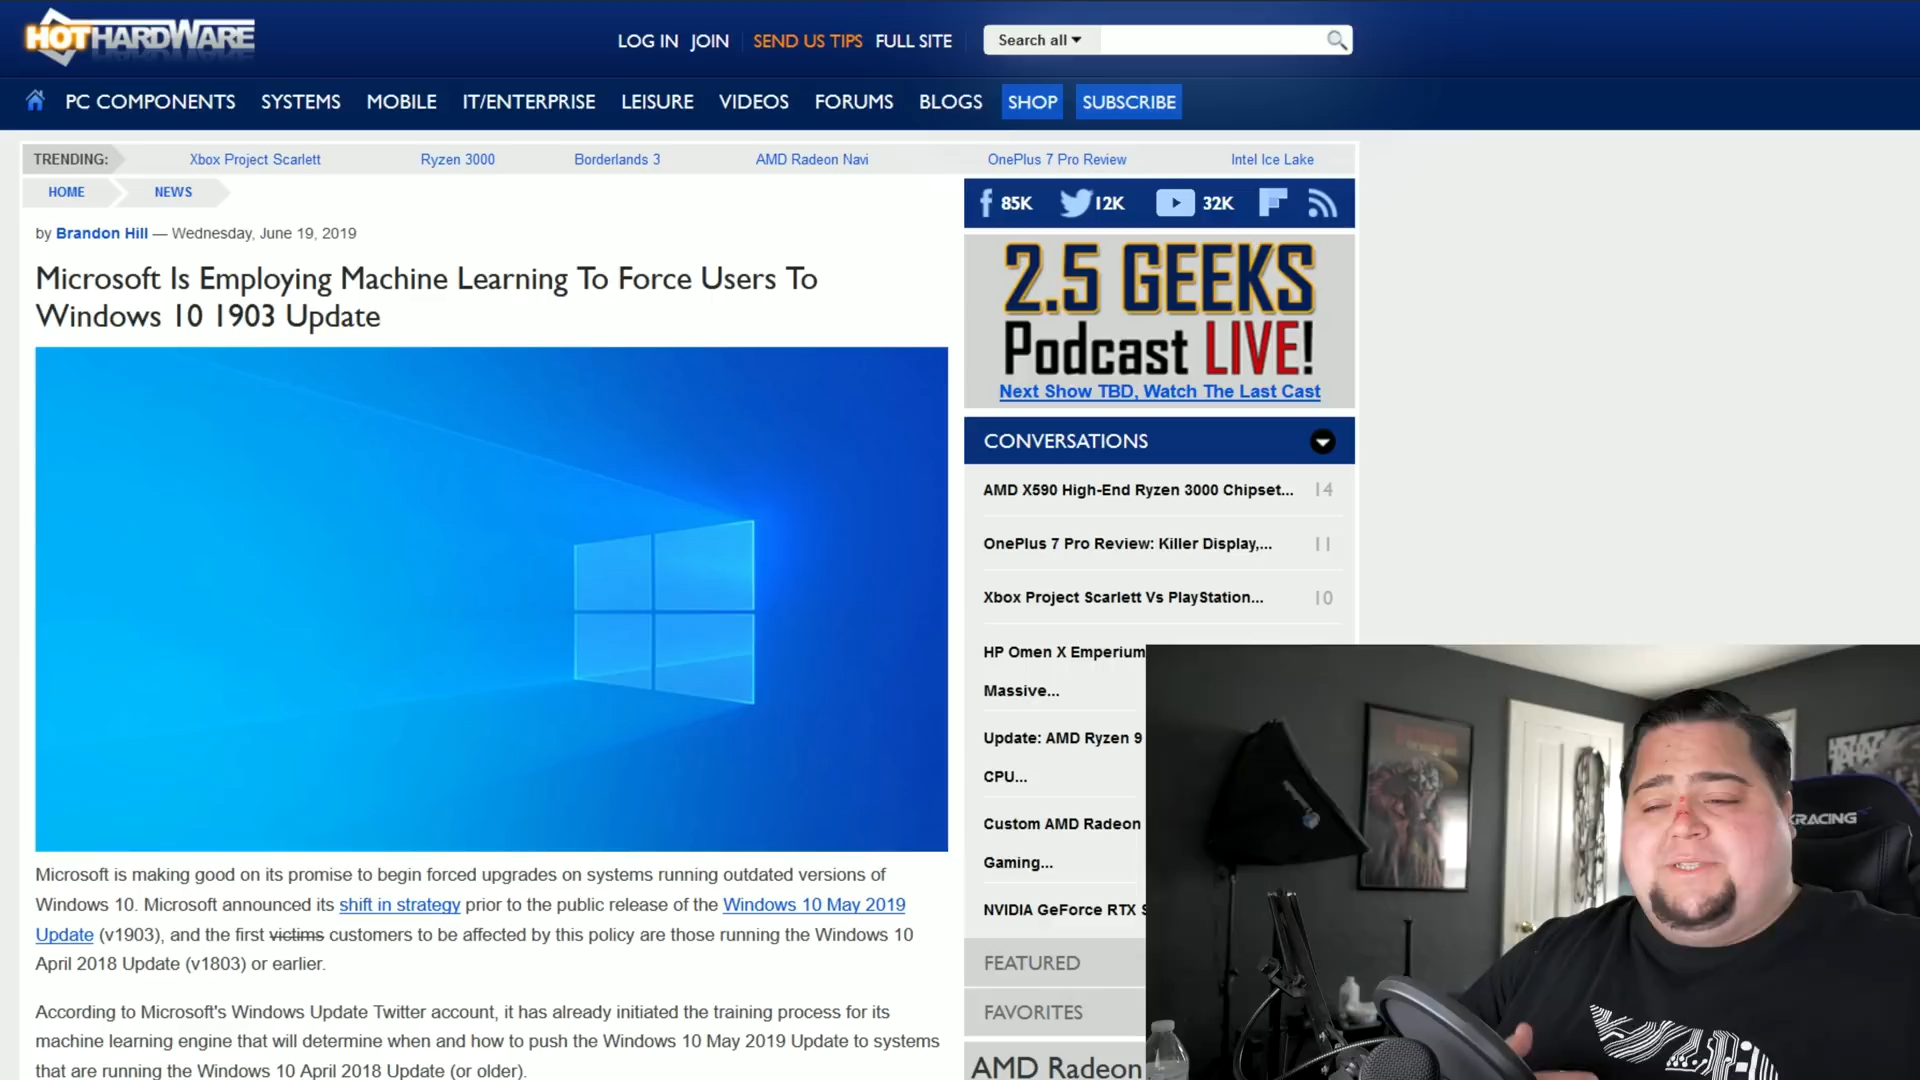 HOTHARDWARE
LOG IN JOIN SEND US TIPS FULL SITE
Search all
PC COMPONENTS SYSTEMS MOBILE IT/ENTERPRISE LEISURE VIDEOS FORUMS BLOGS SHOP SUBSCRIBE
TRENDING: Xbox Project Scarlett Ryzen 3000 Borderlands 3 AMD Radeon Navi OnePlus 7 Pro Review Intel Ice Lake
HOME NEWS
by Brandon Hill — Wednesday, June 19, 2019
Microsoft Is Employing Machine Learning To Force Users To
Windows 10 1903 Update
Microsoft is making good on its promise to begin forced upgrades on systems running outdated versions of
Windows 10. Microsoft announced its shift in strategy prior to the public release of the Windows 10 May 2019
Update (v1903), and the first victims customers to be affected by this policy are those running the Windows 10
April 2018 Update (v1803) or earlier.
According to Microsoft's Windows Update Twitter account, it has already initiated the training process for its
machine learning engine that will determine when and how to push the Windows 10 May 2019 Update to systems
that are running the Windows 10 April 2018 Update (or older).
85K 12K 32K
2.5 GEEKS
Podcast LIVE!
Next Show TBD, Watch The Last Cast
CONVERSATIONS
AMD X590 High-End Ryzen 3000 Chipset... 14
OnePlus 7 Pro Review: Killer Display,... 11
Xbox Project Scarlett Vs PlayStation... 10
HP Omen X Emperium
Massive...
Update: AMD Ryzen 9
CPU...
Custom AMD Radeon
Gaming...
NVIDIA GeForce RTX S
FEATURED
FAVORITES
AMD Radeon
RACING